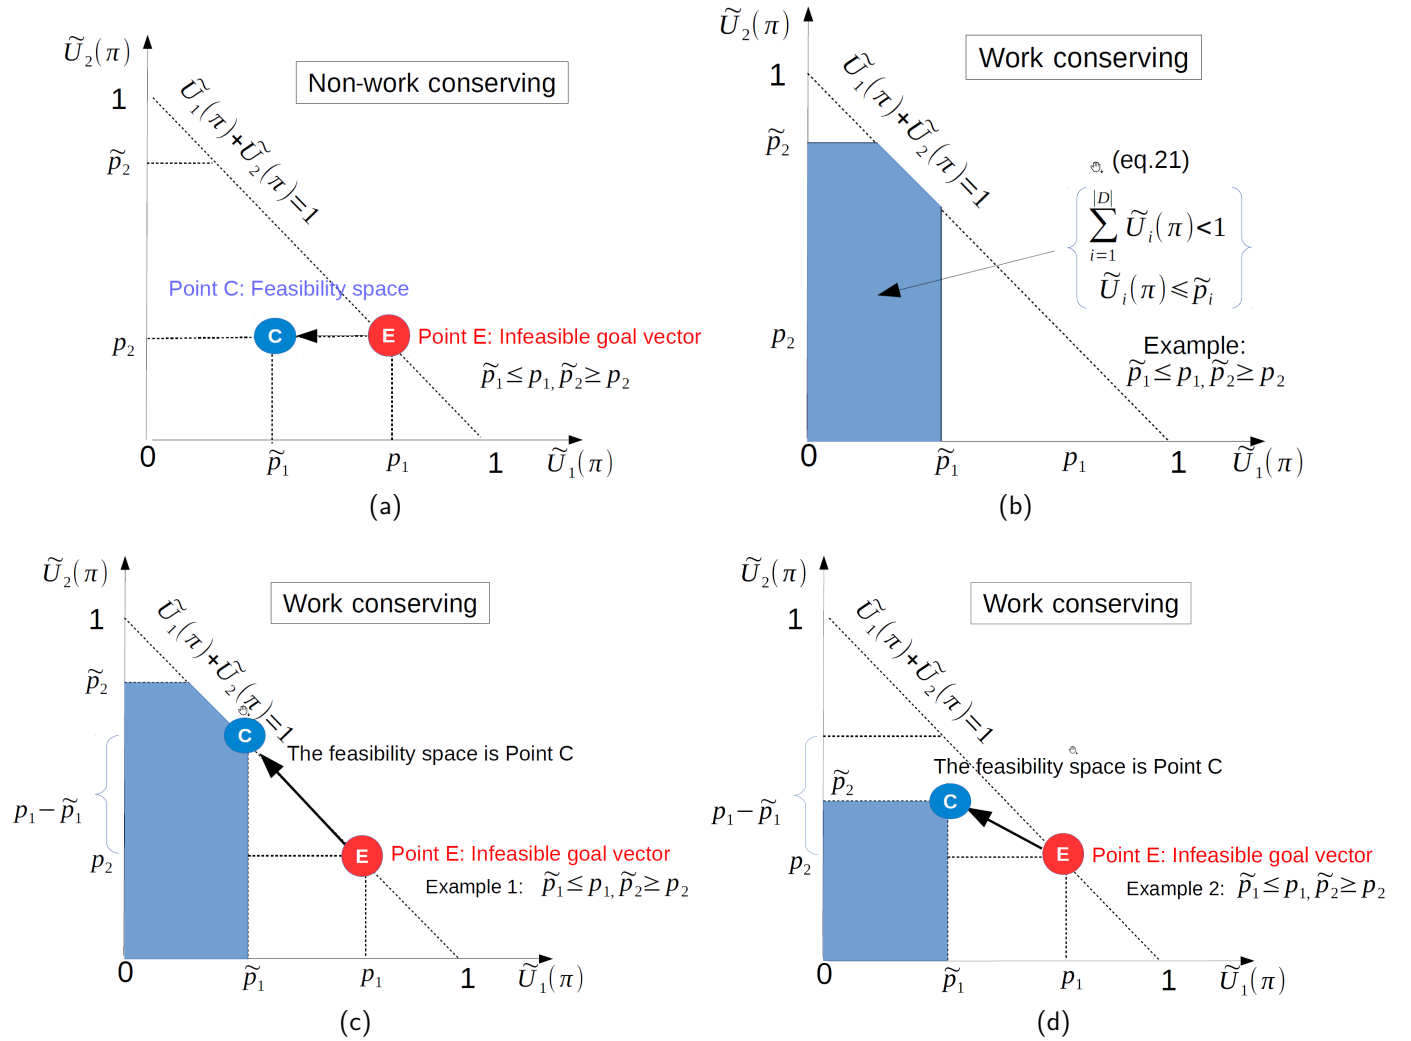 Ũ₂(π)
Non-work conserving
1
Ũ₁(π)+Ũ₂(π)=1
p̃₂
Point C: Feasibility space
p₂
C
E
Point E: Infeasible goal vector
p̃₁≤ p₁, p̃₂≥ p₂
0
p̃₁
p₁
1
Ũ₁(π)
(a)
Ũ₂(π)
Work conserving
1
Ũ₁(π)+Ũ₂(π)=1
p̃₂
(eq.21)
|D|
∑ Ũᵢ(π)<1
i=1
Ũᵢ(π)≤p̃ᵢ
p₂
Example:
p̃₁≤ p₁, p̃₂≥ p₂
0
p̃₁
p₁
1
Ũ₁(π)
(b)
Ũ₂(π)
Work conserving
1
Ũ₁(π)+Ũ₂(π)=1
p̃₂
C
The feasibility space is Point C
p₁− p̃₁
p₂
E
Point E: Infeasible goal vector
Example 1: p̃₁≤ p₁, p̃₂≥ p₂
0
p̃₁
p₁
1
Ũ₁(π)
(c)
Ũ₂(π)
Work conserving
1
Ũ₁(π)+Ũ₂(π)=1
The feasibility space is Point C
p̃₂
C
p₁− p̃₁
p₂
E
Point E: Infeasible goal vector
Example 2: p̃₁≤ p₁, p̃₂≥ p₂
0
p̃₁
p₁
1
Ũ₁(π)
(d)